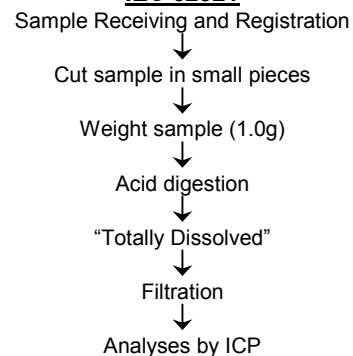 Sample Receiving and Registration
Cut sample in small pieces
Weight sample (1.0g)
Acid digestion
“Totally Dissolved”
Filtration
Analyses by ICP